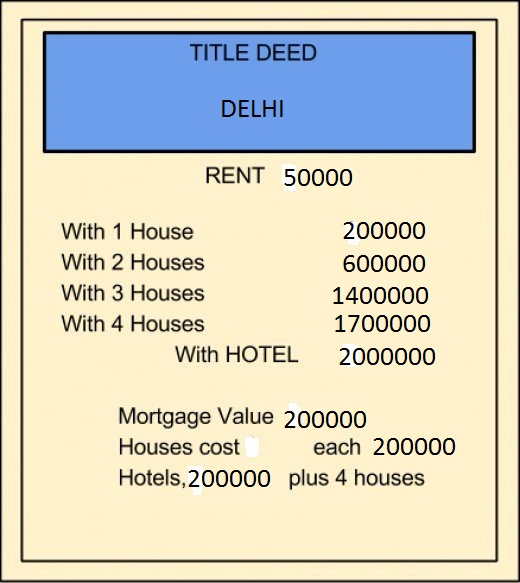 TITLE DEED
DELHI
RENT 50000
With 1 House 200000
With 2 Houses 600000
With 3 Houses 1400000
With 4 Houses 1700000
With HOTEL 2000000
Mortgage Value 200000
Houses cost each 200000
Hotels,200000 plus 4 houses